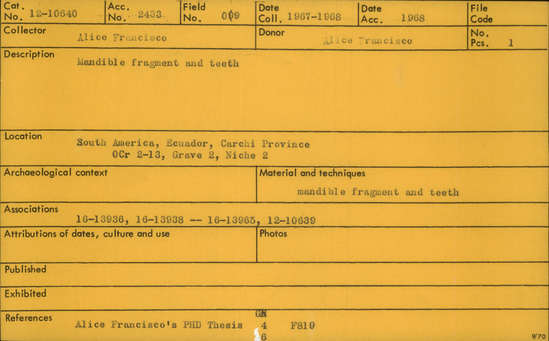 Cat. No. 12-10640 Acc. No. 2433 Field No. 009 Date Coll. 1967-1968 Date Acc. 1968 File Code
Collector Alice Francisco Donor Alice Francisco No. Pcs. 1
Description Mandible fragment and teeth
Location South America, Ecuador, Carchi Province
OCr 2-13, Grave 2, Niche 2
Archaeological context Material and techniques
mandible fragment and teeth
Associations
16-13936, 16-13938 -- 16-13965, 12-10639
Attributions of dates, culture and use Photos
Published
Exhibited
References Alice Francisco's PHD Thesis GN 4 6 F819
9/70